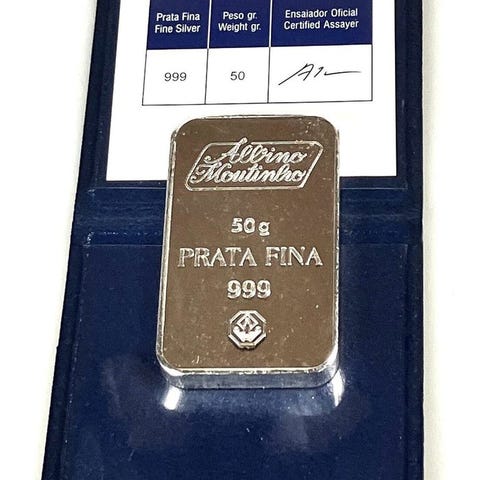 Prata Fina Peso gr. Ensaiador Oficial
Fine Silver Weight gr. Certified Assayer
999 50
Albino
Moutinho
50g
PRATA FINA
999